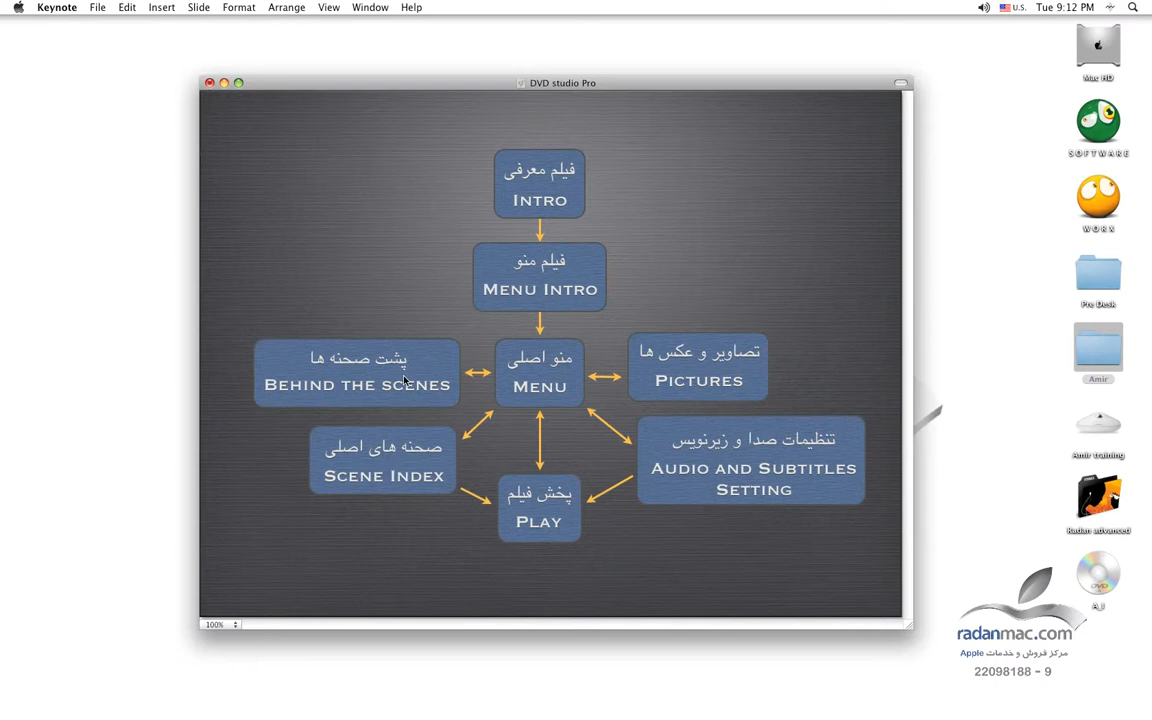 Keynote File Edit Insert Slide Format Arrange View Window Help
U.S. Tue 9:12 PM
DVD studio Pro
فیلم معرفی
INTRO
فیلم منو
MENU INTRO
پشت صحنه ها
BEHIND THE SCENES
منو اصلی
MENU
تصاویر و عکس ها
PICTURES
صحنه های اصلی
SCENE INDEX
پخش فیلم
PLAY
تنظیمات صدا و زیرنویس
AUDIO AND SUBTITLES
SETTING
100%
Mac HD
SOFTWARE
WORX
Pre Desk
Amir
Amir training
Radan advanced
DVD
AJ
radanmac.com
مرکز فروش و خدمات Apple
22098188 - 9